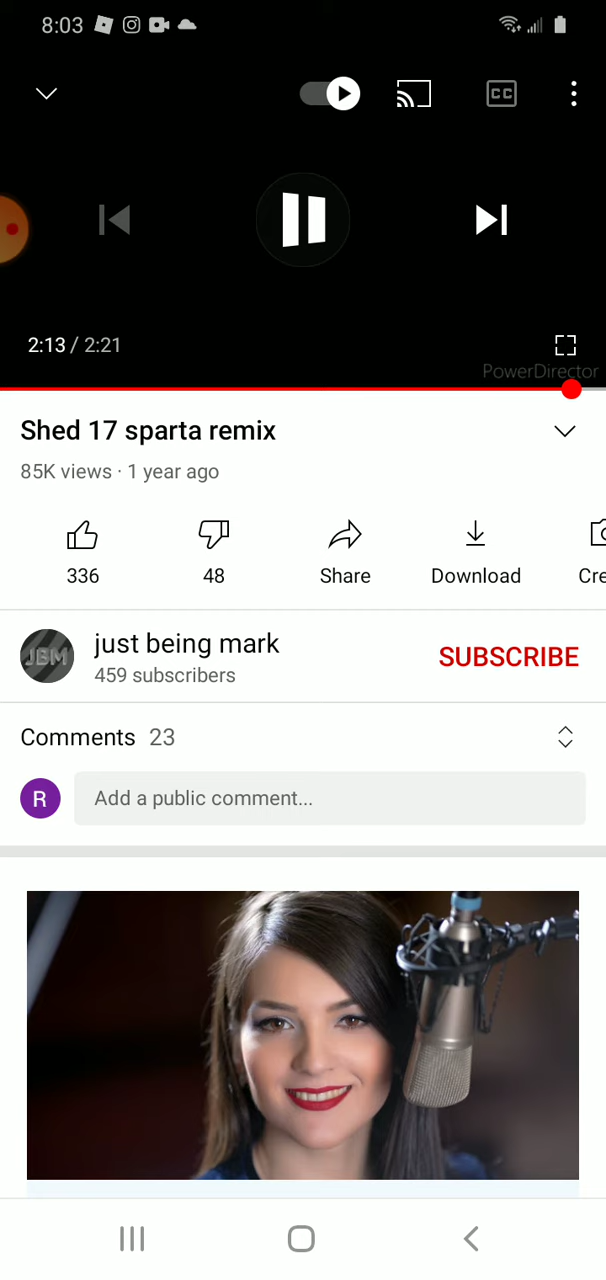 8:03
CC
2:13 / 2:21
PowerDirector
Shed 17 sparta remix
85K views · 1 year ago
336 48 Share Download Cre
JBM just being mark SUBSCRIBE
459 subscribers
Comments 23
R Add a public comment...